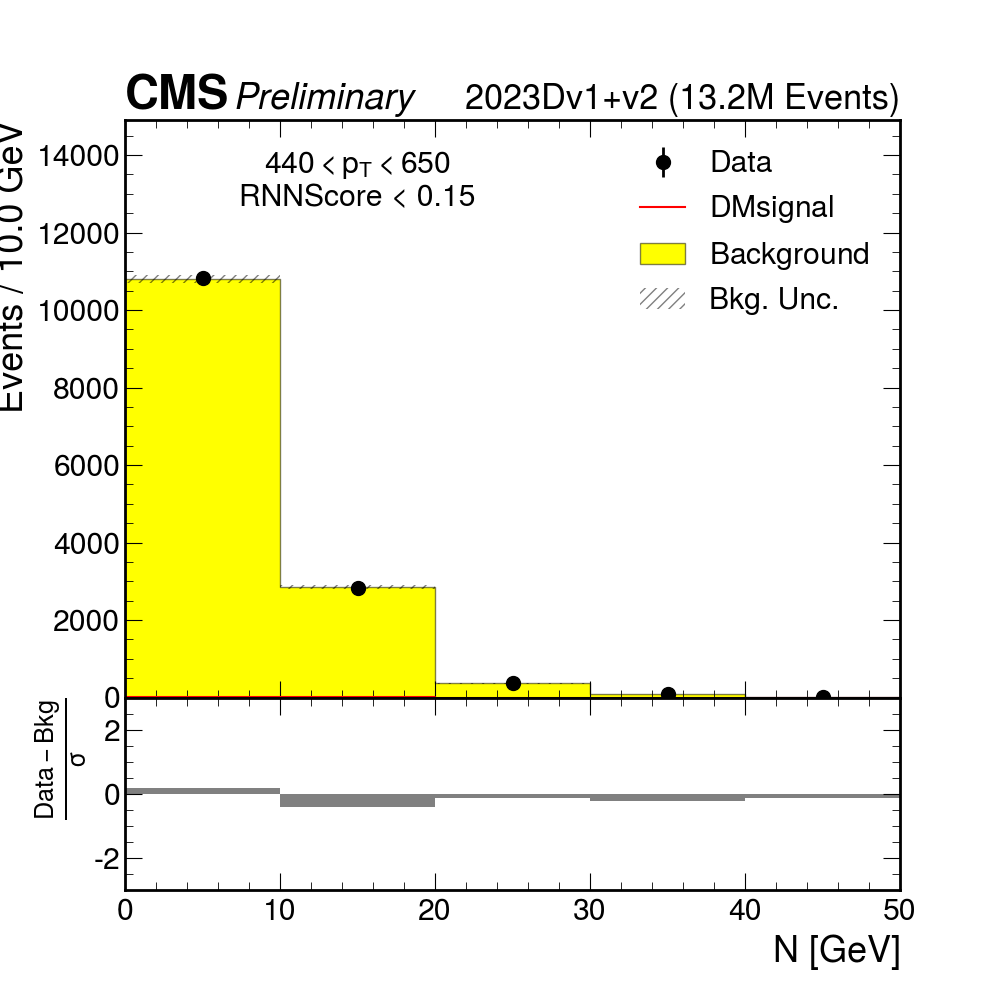 CMS Preliminary 2023Dv1+v2 (13.2M Events)
Events / 10.0 GeV
14000
12000
10000
8000
6000
4000
2000
0
440 < pT < 650
RNNScore < 0.15
Data
DMsignal
Background
Bkg. Unc.
Data – Bkg
σ
2
0
-2
0 10 20 30 40 50
N [GeV]